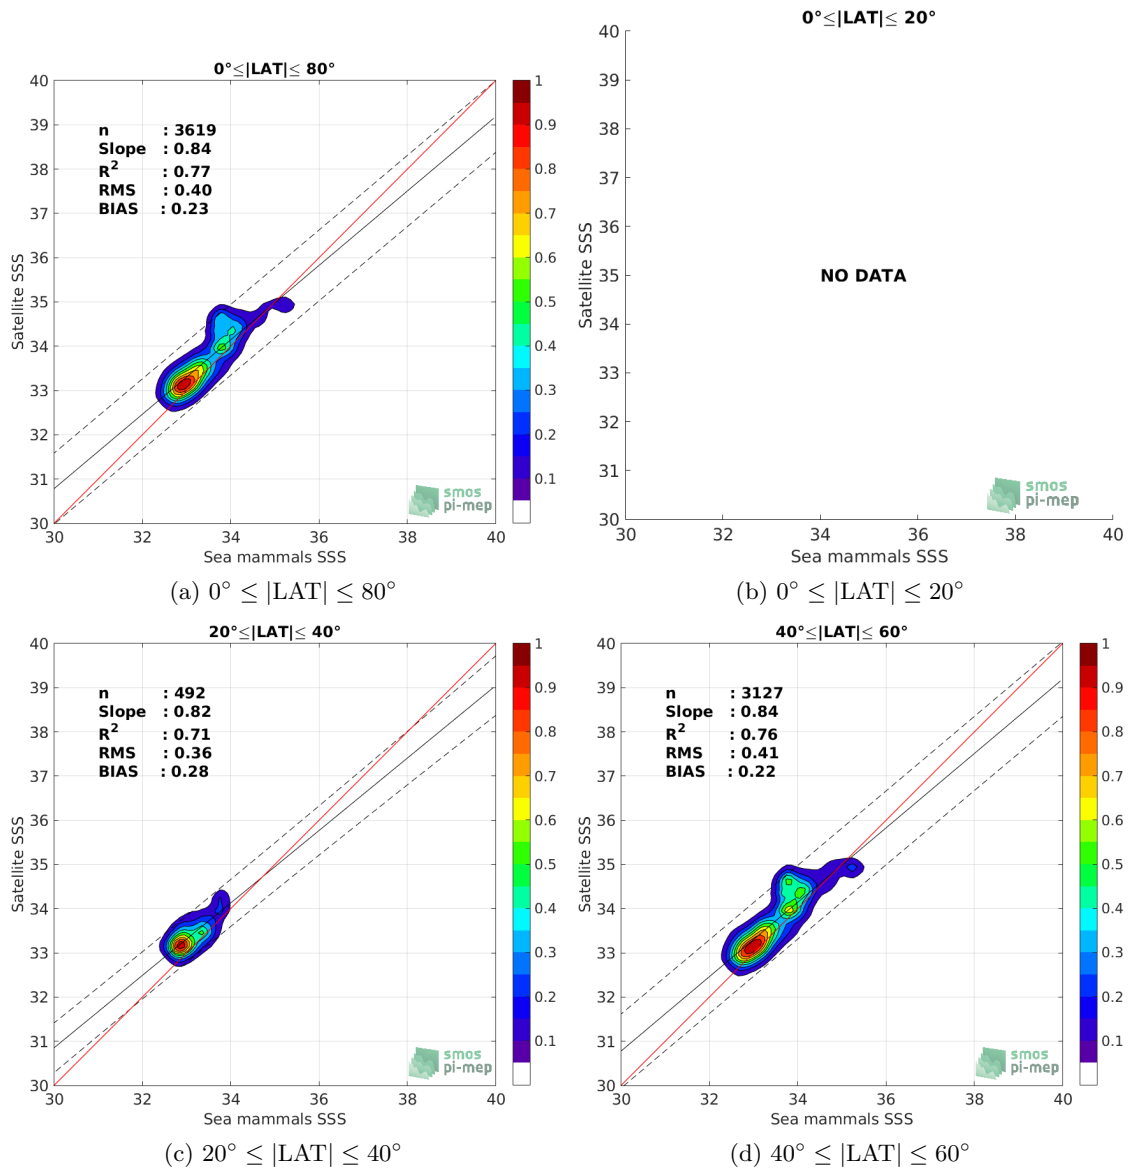 0°≤|LAT|≤ 80°
40
39
38
37
36
35
34
33
32
31
30
Satellite SSS
n : 3619
Slope : 0.84
R² : 0.77
RMS : 0.40
BIAS : 0.23
smos
pi-mep
30 32 34 36 38 40
Sea mammals SSS
1
0.9
0.8
0.7
0.6
0.5
0.4
0.3
0.2
0.1
(a) 0° ≤ |LAT| ≤ 80°
0°≤|LAT|≤ 20°
40
39
38
37
36
35
34
33
32
31
30
Satellite SSS
NO DATA
smos
pi-mep
30 32 34 36 38 40
Sea mammals SSS
(b) 0° ≤ |LAT| ≤ 20°
20°≤|LAT|≤ 40°
40
39
38
37
36
35
34
33
32
31
30
Satellite SSS
n : 492
Slope : 0.82
R² : 0.71
RMS : 0.36
BIAS : 0.28
smos
pi-mep
30 32 34 36 38 40
Sea mammals SSS
1
0.9
0.8
0.7
0.6
0.5
0.4
0.3
0.2
0.1
(c) 20° ≤ |LAT| ≤ 40°
40°≤|LAT|≤ 60°
40
39
38
37
36
35
34
33
32
31
30
Satellite SSS
n : 3127
Slope : 0.84
R² : 0.76
RMS : 0.41
BIAS : 0.22
smos
pi-mep
30 32 34 36 38 40
Sea mammals SSS
1
0.9
0.8
0.7
0.6
0.5
0.4
0.3
0.2
0.1
(d) 40° ≤ |LAT| ≤ 60°